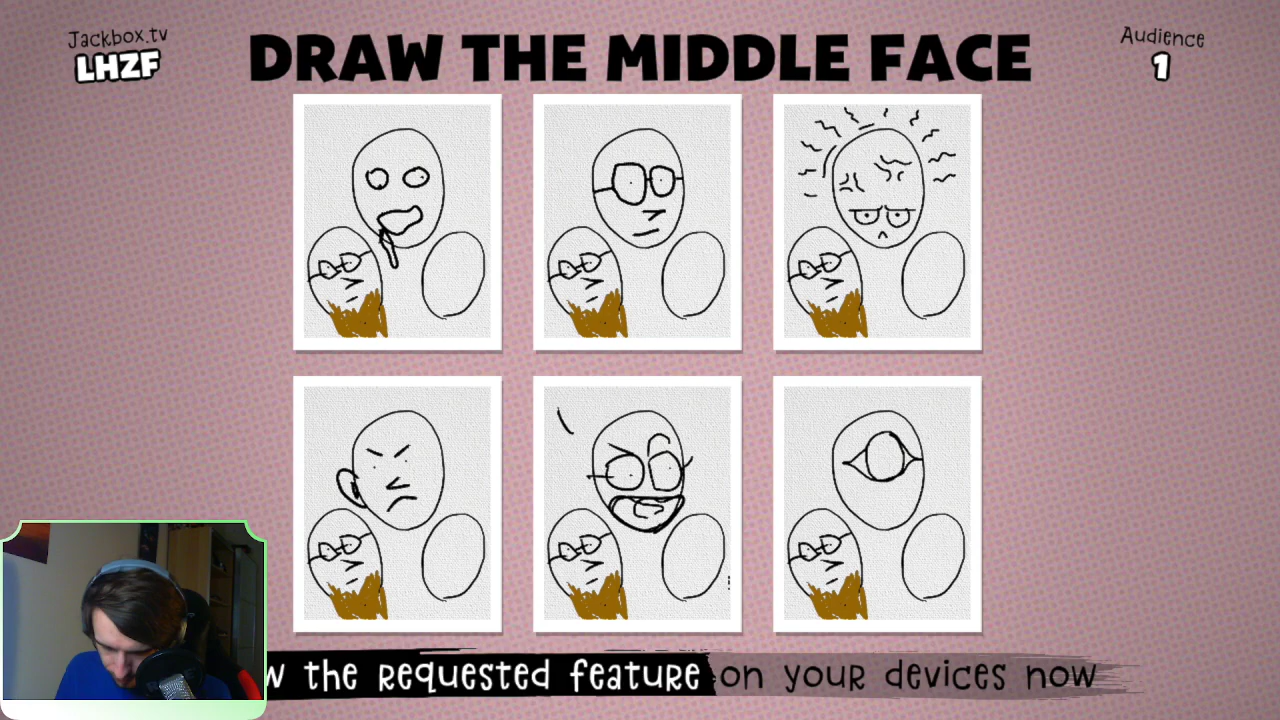 Jackbox.tv
LHZF
DRAW THE MIDDLE FACE
Audience
1
the requested feature on your devices now